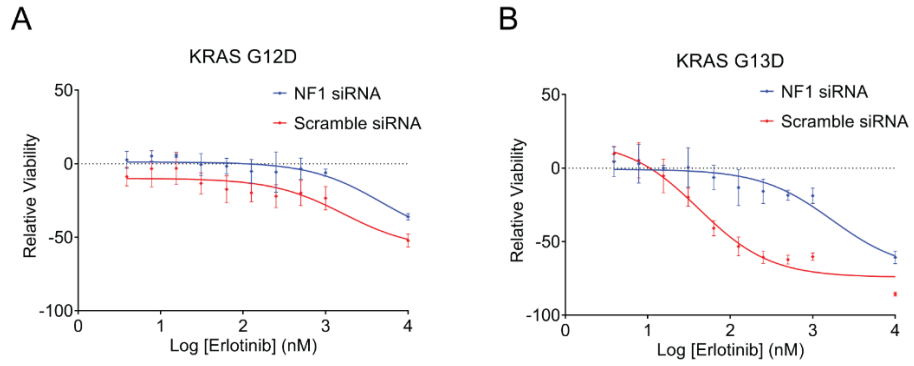 A
KRAS G12D
NF1 siRNA
Scramble siRNA
Relative Viability
50
0
-50
-100
0
1
2
3
4
Log [Erlotinib] (nM)
B
KRAS G13D
NF1 siRNA
Scramble siRNA
Relative Viability
50
0
-50
-100
0
1
2
3
4
Log [Erlotinib] (nM)